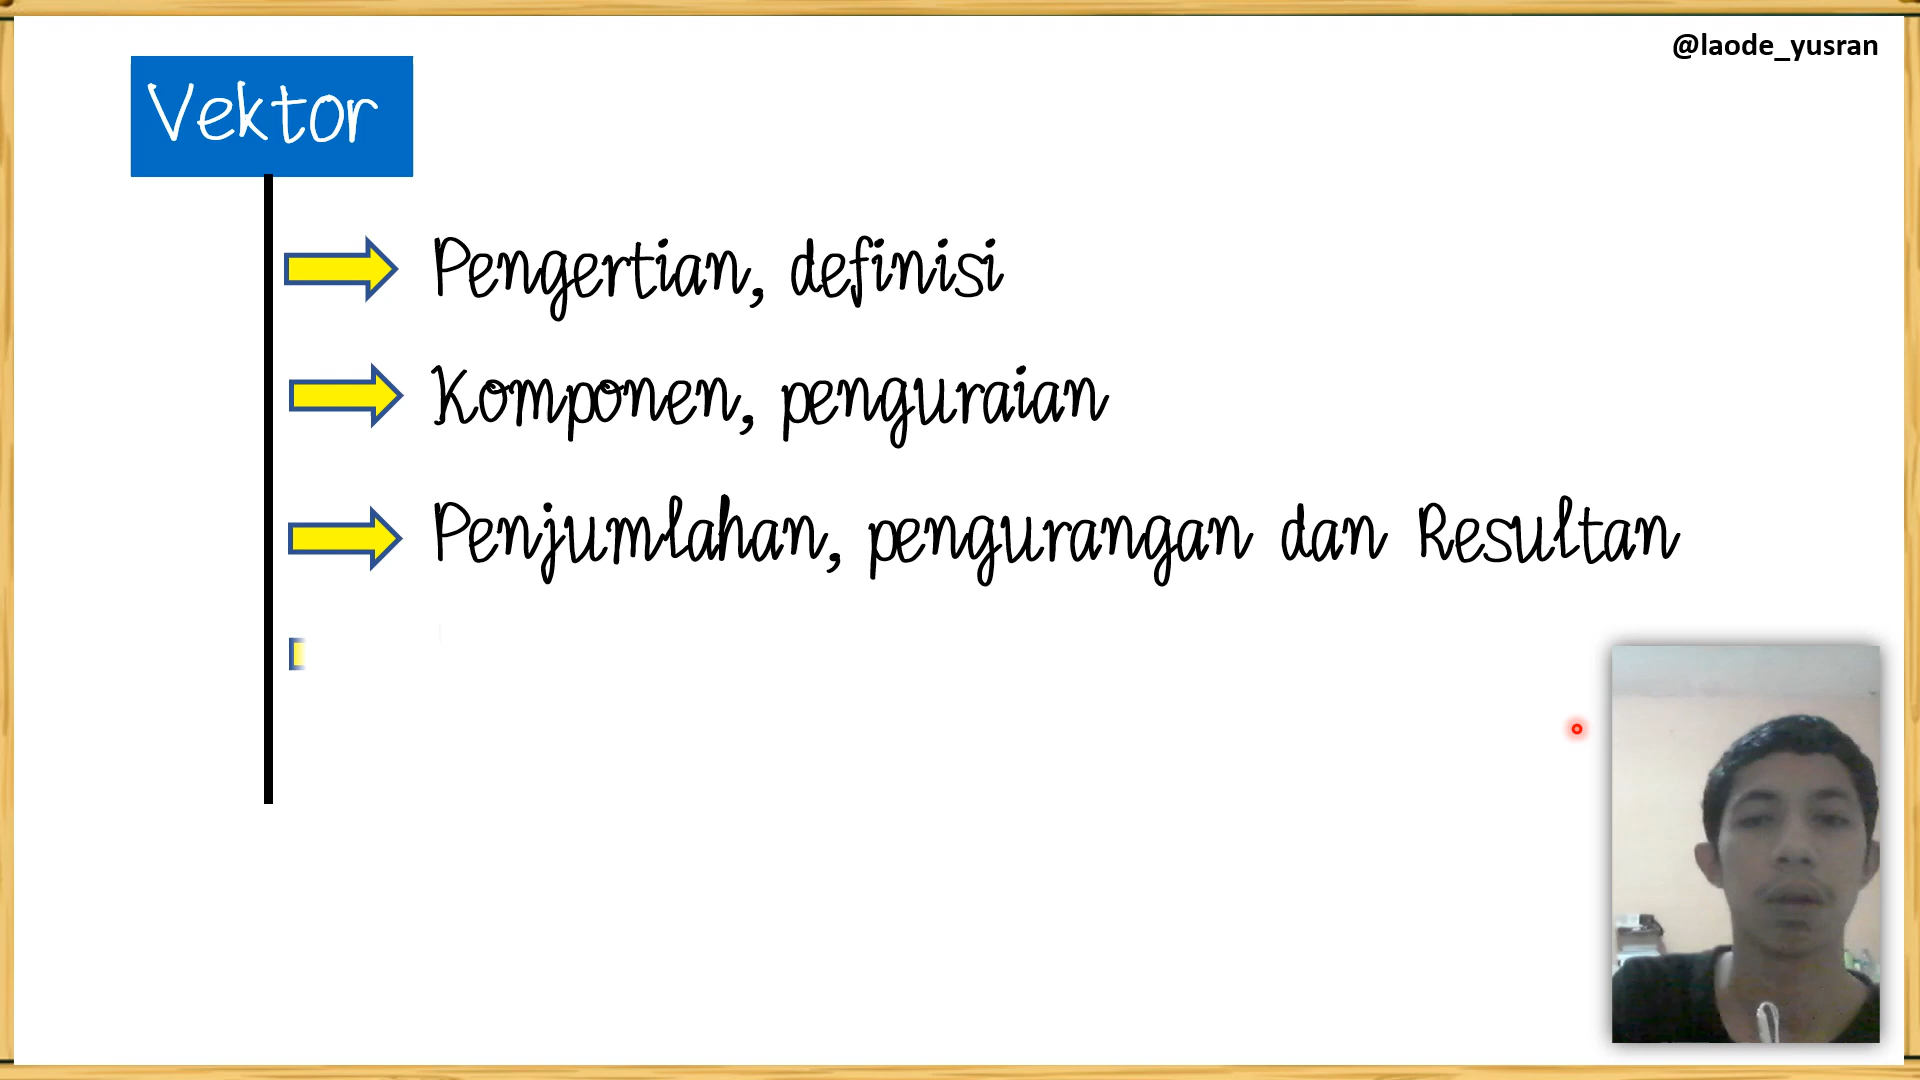 @laode_yusran
Vektor
Pengertian, definisi
Komponen, penguraian
Penjumlahan, pengurangan dan Resultan